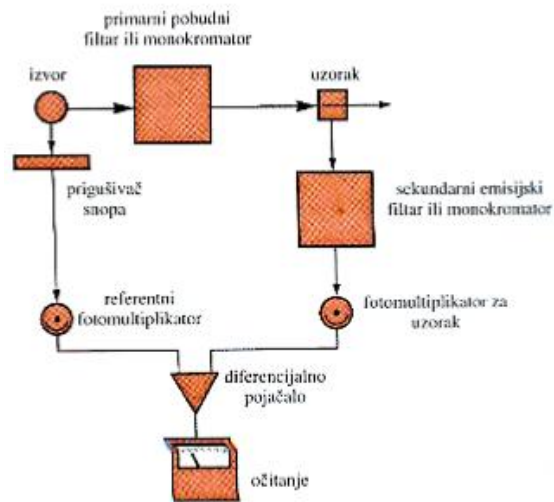 primarni pobudni
filtar ili monokromator
izvor
uzorak
prigušivač
snopa
sekundarni emisijski
filtar ili monokromator
referentni
fotomultiplikator
fotomultiplikator za
uzorak
diferencijalno
pojačalo
očitanje